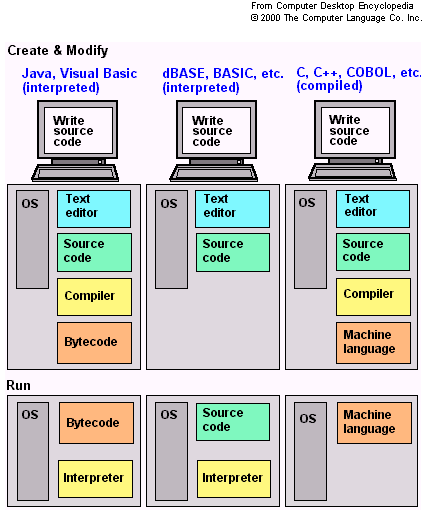 From Computer Desktop Encyclopedia
© 2000 The Computer Language Co. Inc.
Create & Modify
Java, Visual Basic
(interpreted)
dBASE, BASIC, etc.
(interpreted)
C, C++, COBOL, etc.
(compiled)
Write
source
code
Write
source
code
Write
source
code
OS
Text
editor
Source
code
Compiler
Bytecode
OS
Text
editor
Source
code
OS
Text
editor
Source
code
Compiler
Machine
language
Run
OS
Bytecode
Interpreter
OS
Source
code
Interpreter
OS
Machine
language